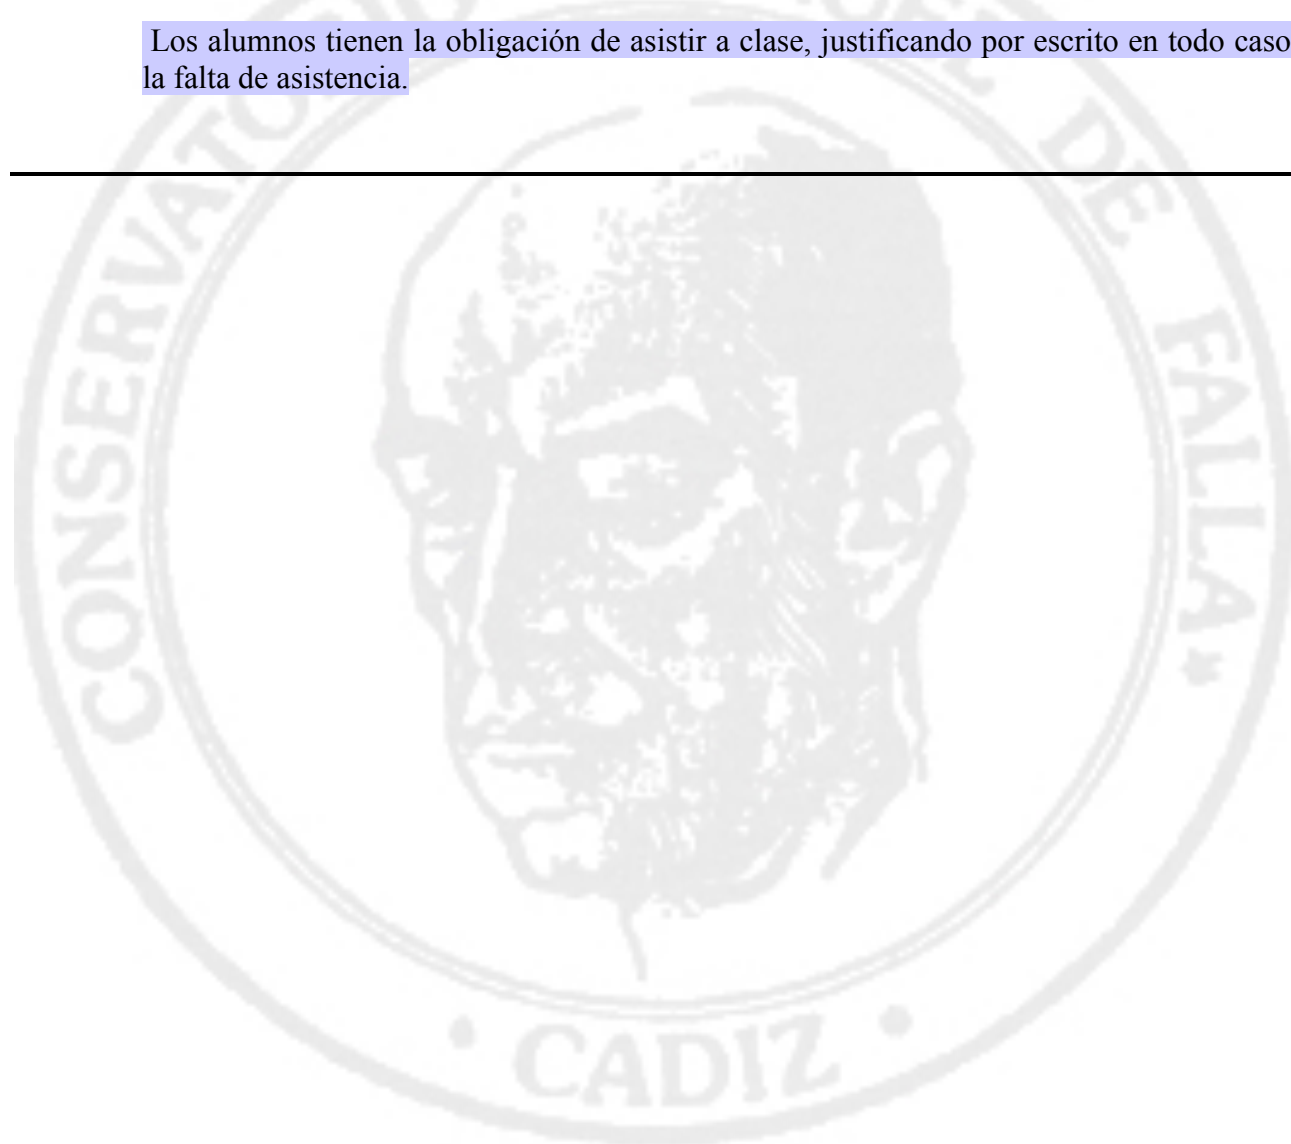 Los alumnos tienen la obligación de asistir a clase, justificando por escrito en todo caso
la falta de asistencia.
DE FALLA
CADIZ